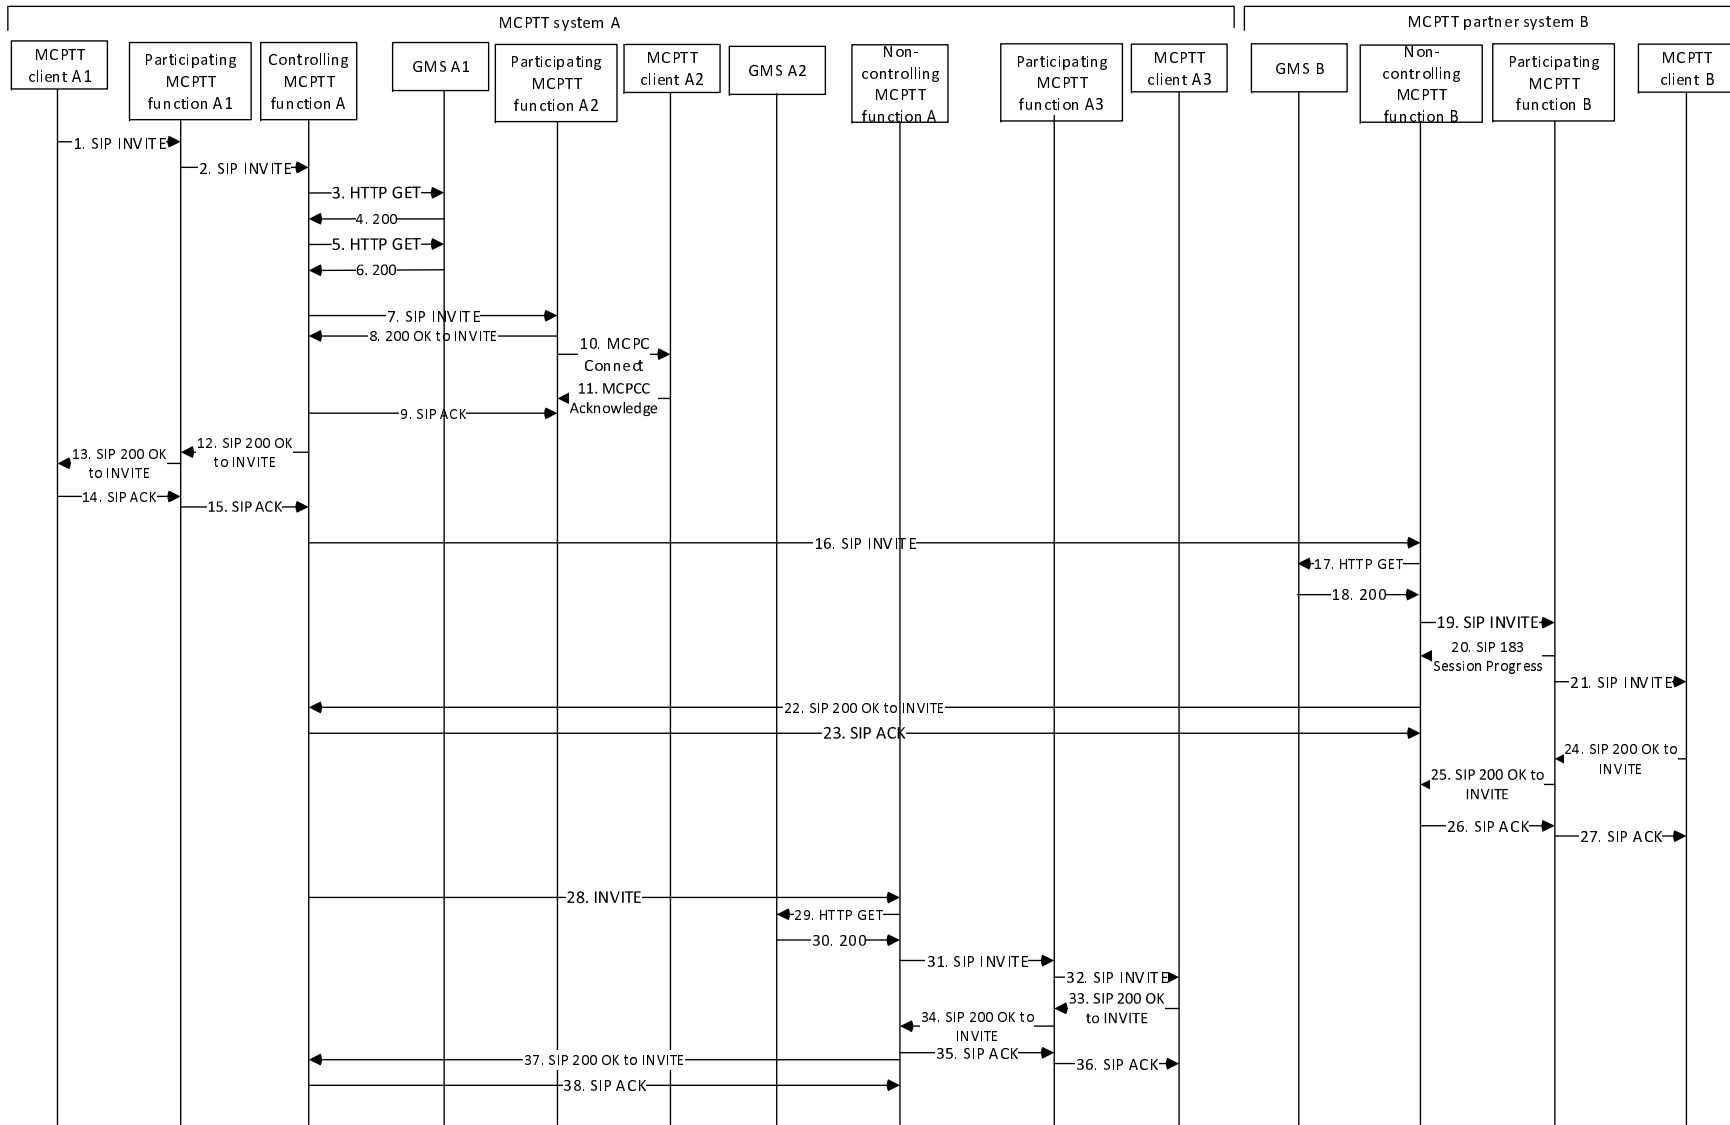 MCPTT system A
MCPTT partner system B
MCPTT
client A1
Participating
MCPTT
function A1
Controlling
MCPTT
function A
GMS A1
Participating
MCPTT
function A2
MCPTT
client A2
GMS A2
Non-
controlling
MCPTT
function A
Participating
MCPTT
function A3
MCPTT
client A3
GMS B
Non-
controlling
MCPTT
function B
Participating
MCPTT
function B
MCPTT
client B
1. SIP INVITE
2. SIP INVITE
3. HTTP GET
4. 200
5. HTTP GET
6. 200
7. SIP INVITE
8. 200 OK to INVITE
10. MCPC
Connect
11. MCPCC
Acknowledge
9. SIP ACK
12. SIP 200 OK
to INVITE
13. SIP 200 OK
to INVITE
14. SIP ACK
15. SIP ACK
16. SIP INVITE
17. HTTP GET
18. 200
19. SIP INVITE
20. SIP 183
Session Progress
21. SIP INVITE
22. SIP 200 OK to INVITE
23. SIP ACK
24. SIP 200 OK to
INVITE
25. SIP 200 OK to
INVITE
26. SIP ACK
27. SIP ACK
28. INVITE
29. HTTP GET
30. 200
31. SIP INVITE
32. SIP INVITE
33. SIP 200 OK
to INVITE
34. SIP 200 OK to
INVITE
35. SIP ACK
36. SIP ACK
37. SIP 200 OK to INVITE
38. SIP ACK